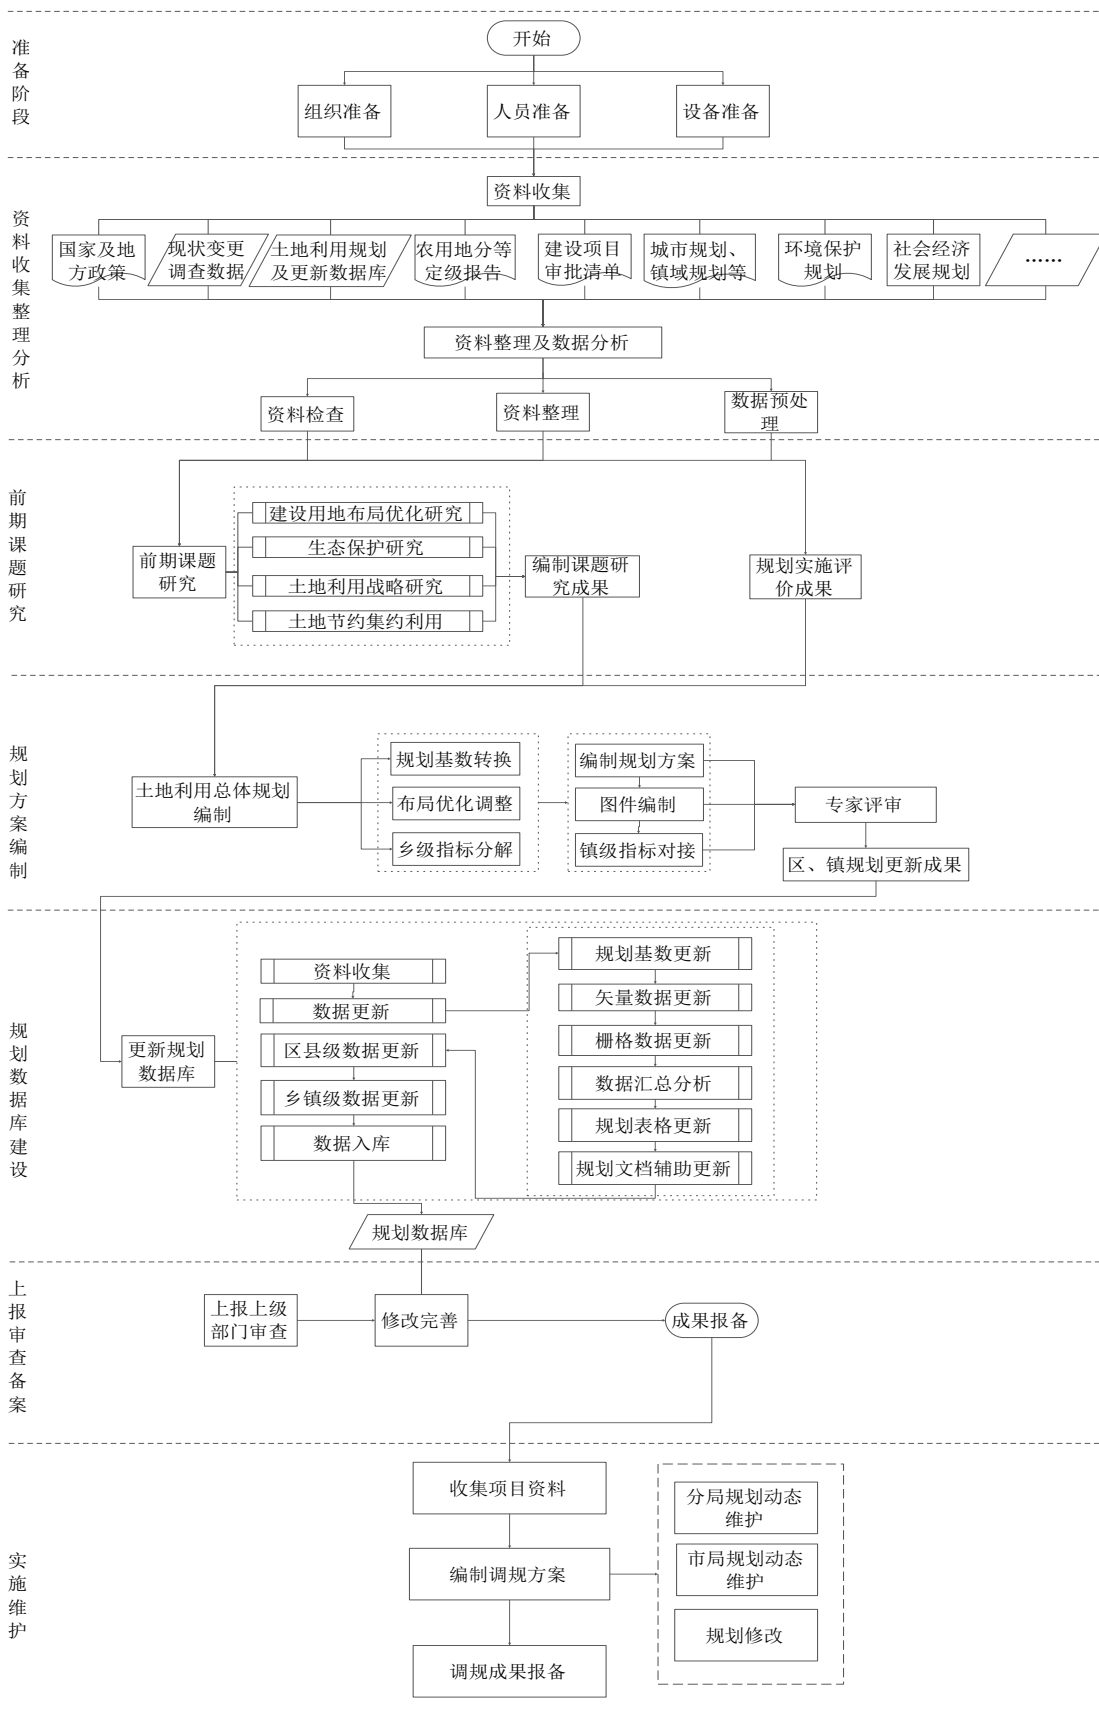 准备阶段
开始
组织准备
人员准备
设备准备
资料收集整理分析
资料收集
国家及地
方政策
现状变更
调查数据
土地利用规划
及更新数据库
农用地分等
定级报告
建设项目
审批清单
城市规划、
镇域规划等
环境保护
规划
社会经济
发展规划
……
资料整理及数据分析
资料检查
资料整理
数据预处
理
前期课题研究
前期课题
研究
建设用地布局优化研究
生态保护研究
土地利用战略研究
土地节约集约利用
编制课题研
究成果
规划实施评
价成果
规划方案编制
土地利用总体规划
编制
规划基数转换
布局优化调整
乡级指标分解
编制规划方案
图件编制
镇级指标对接
专家评审
区、镇规划更新成果
规划数据库建设
更新规划
数据库
资料收集
数据更新
区县级数据更新
乡镇级数据更新
数据入库
规划基数更新
矢量数据更新
栅格数据更新
数据汇总分析
规划表格更新
规划文档辅助更新
规划数据库
上报审查备案
上报上级
部门审查
修改完善
成果报备
实施维护
收集项目资料
编制调规方案
调规成果报备
分局规划动态
维护
市局规划动态
维护
规划修改